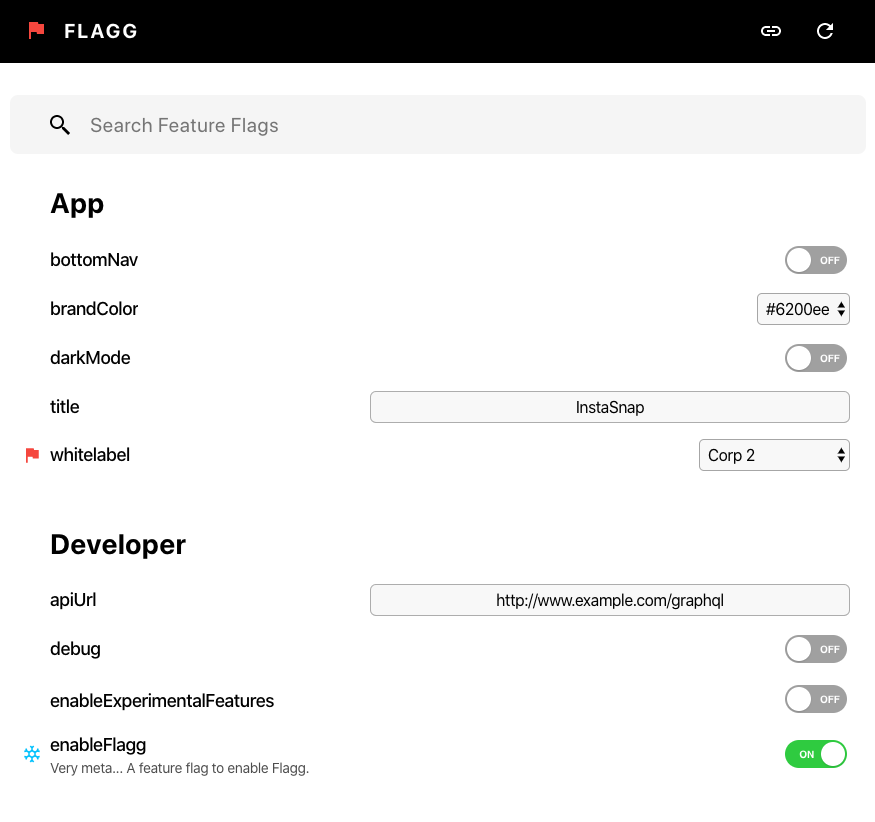 FLAGG
Search Feature Flags
App
bottomNav
OFF
brandColor
#6200ee
darkMode
OFF
title
InstaSnap
whitelabel
Corp 2
Developer
apiUrl
http://www.example.com/graphql
debug
OFF
enableExperimentalFeatures
OFF
enableFlagg
ON
Very meta... A feature flag to enable Flagg.